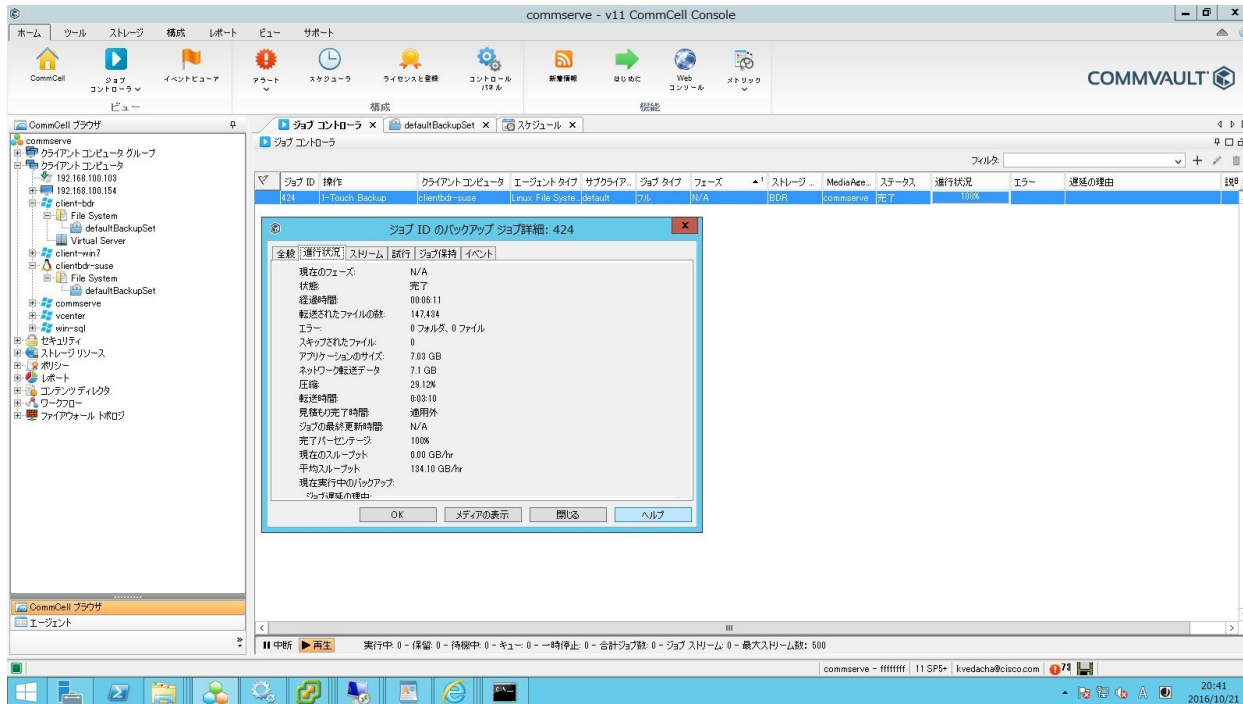 commserve - v11 CommCell Console
ホーム ツール ストレージ 構成 レポート ビュー サポート
CommCell
ジョブ
コントローラ
イベントビューア
アラート
スケジューラ
ライセンスと登録
コントロール
パネル
新着情報
はじめに
Web
コンソール
メトリック
ビュー 構成 機能
COMMVAULT
CommCell ブラウザ
commserve
クライアント コンピュータ グループ
クライアント コンピュータ
192.168.100.103
192.168.100.154
client-bdr
File System
defaultBackupSet
Virtual Server
client-win7
clientbdr-suse
File System
defaultBackupSet
commserve
vcenter
win-sql
セキュリティ
ストレージ リソース
ポリシー
レポート
コンテンツ ディレクタ
ワークフロー
ファイアウォール トポロジ
CommCell ブラウザ
エージェント
ジョブ コントローラ defaultBackupSet スケジュール
ジョブ コントローラ
フィルタ:
ジョブ ID 操作 クライアント コンピュータ エージェント タイプ サブクライア... ジョブ タイプ フェーズ ストレージ ... MediaAge... ステータス 進行状況 エラー 遅延の理由 説明
424 1-Touch Backup clientbdr-suse Linux File Syste... default フル N/A BDR commserve 完了 100%
ジョブ ID のバックアップ ジョブ詳細: 424
全般 進行状況 ストリーム 試行 ジョブ保持 イベント
現在のフェーズ: N/A
状態: 完了
経過時間: 00:06:11
転送されたファイルの数: 147,434
エラー: 0 フォルダ、0 ファイル
スキップされたファイル: 0
アプリケーションのサイズ: 7.03 GB
ネットワーク転送データ 7.1 GB
圧縮: 29.12%
転送時間: 0:03:10
見積もり完了時間: 適用外
ジョブの最終更新時間: N/A
完了パーセンテージ: 100%
現在のスループット 0.00 GB/hr
平均スループット 134.10 GB/hr
現在実行中のバックアップ:
ジョブ遅延の理由:
OK メディアの表示 閉じる ヘルプ
中断 再生 実行中: 0 - 保留: 0 - 待機中: 0 - キュー: 0 - 一時停止: 0 - 合計ジョブ数: 0 - ジョブ ストリーム: 0 - 最大ストリーム数: 500
commserve - ffffffff 11 SP5+ kvedacha@cisco.com 73
20:41
2016/10/21